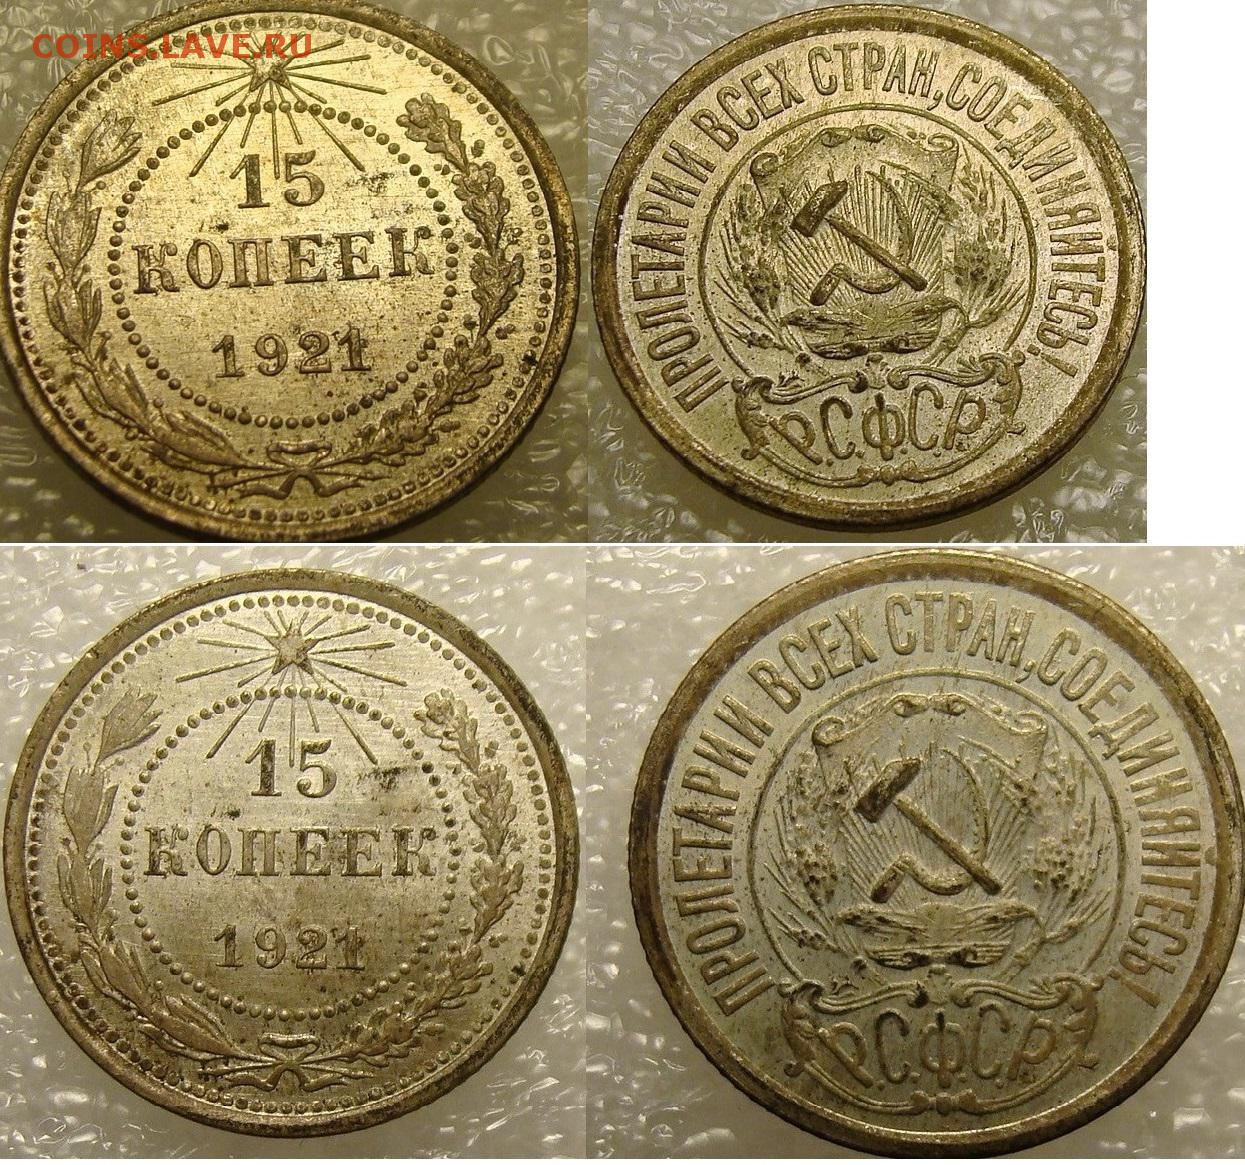 COINS.LAVE.RU
15
КОПЕЕК
1921
ПРОЛЕТАРИИ ВСЕХ СТРАН, СОЕДИНЯЙТЕСЬ!
Р.С.Ф.С.Р.
15
КОПЕЕК
1921
ПРОЛЕТАРИИ ВСЕХ СТРАН, СОЕДИНЯЙТЕСЬ!
Р.С.Ф.С.Р.